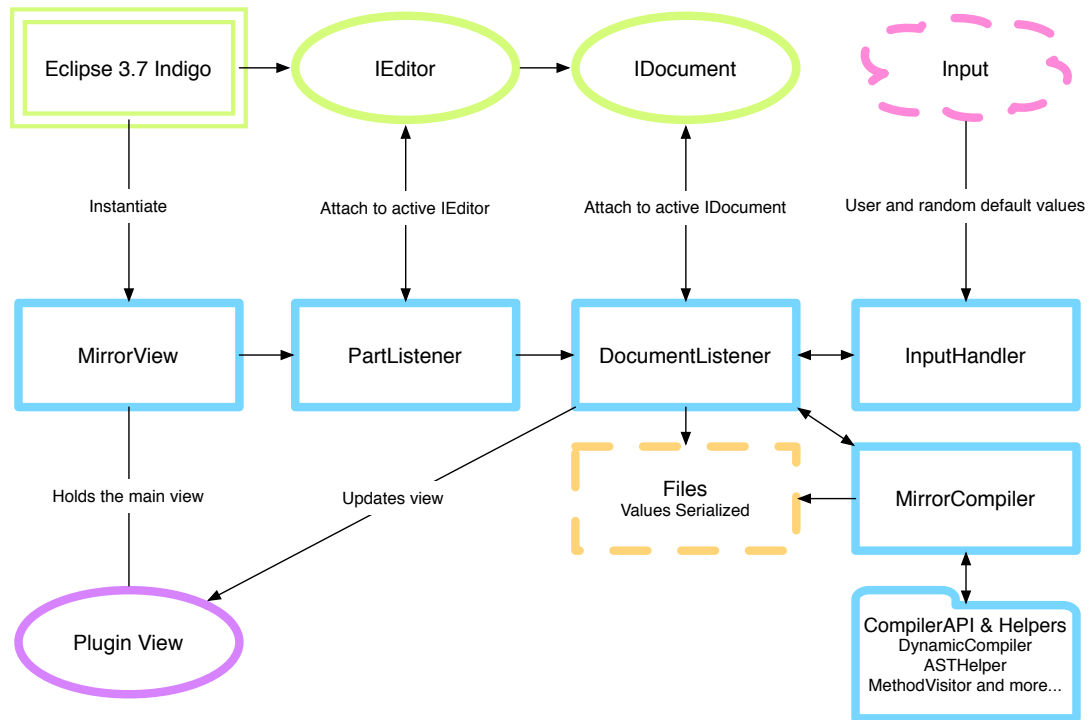 Eclipse 3.7 Indigo
IEditor
IDocument
Input
Instantiate
Attach to active IEditor
Attach to active IDocument
User and random default values
MirrorView
PartListener
DocumentListener
InputHandler
Holds the main view
Updates view
Files
Values Serialized
MirrorCompiler
Plugin View
CompilerAPI & Helpers
DynamicCompiler
ASTHelper
MethodVisitor and more...